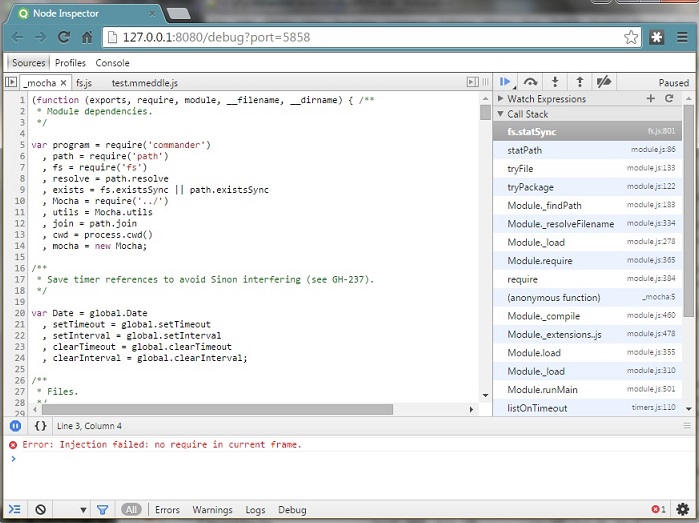 Node Inspector
127.0.0.1:8080/debug?port=5858
Sources Profiles Console
_mocha × fs.js test.mmeddle.js
Paused
1 (function (exports, require, module, __filename, __dirname) { /**
2 * Module dependencies.
3 */
4
5 var program = require('commander')
6 , path = require('path')
7 , fs = require('fs')
8 , resolve = path.resolve
9 , exists = fs.existsSync || path.existsSync
10 , Mocha = require('../')
11 , utils = Mocha.utils
12 , join = path.join
13 , cwd = process.cwd()
14 , mocha = new Mocha;
15
16 /**
17 * Save timer references to avoid Sinon interfering (see GH-237).
18 */
19
20 var Date = global.Date
21 , setTimeout = global.setTimeout
22 , setInterval = global.setInterval
23 , clearTimeout = global.clearTimeout
24 , clearInterval = global.clearInterval;
25
26 /**
27 * Files.
28 */
29
Watch Expressions
Call Stack
fs.statSync fs.js:801
statPath module.js:86
tryFile module.js:133
tryPackage module.js:122
Module._findPath module.js:183
Module._resolveFilename module.js:334
Module._load module.js:278
Module.require module.js:365
require module.js:384
(anonymous function) _mocha:5
Module._compile module.js:460
Module._extensions..js module.js:478
Module.load module.js:355
Module._load module.js:310
Module.runMain module.js:501
listOnTimeout timers.js:110
{} Line 3, Column 4
Error: Injection failed: no require in current frame.
>
All Errors Warnings Logs Debug
1